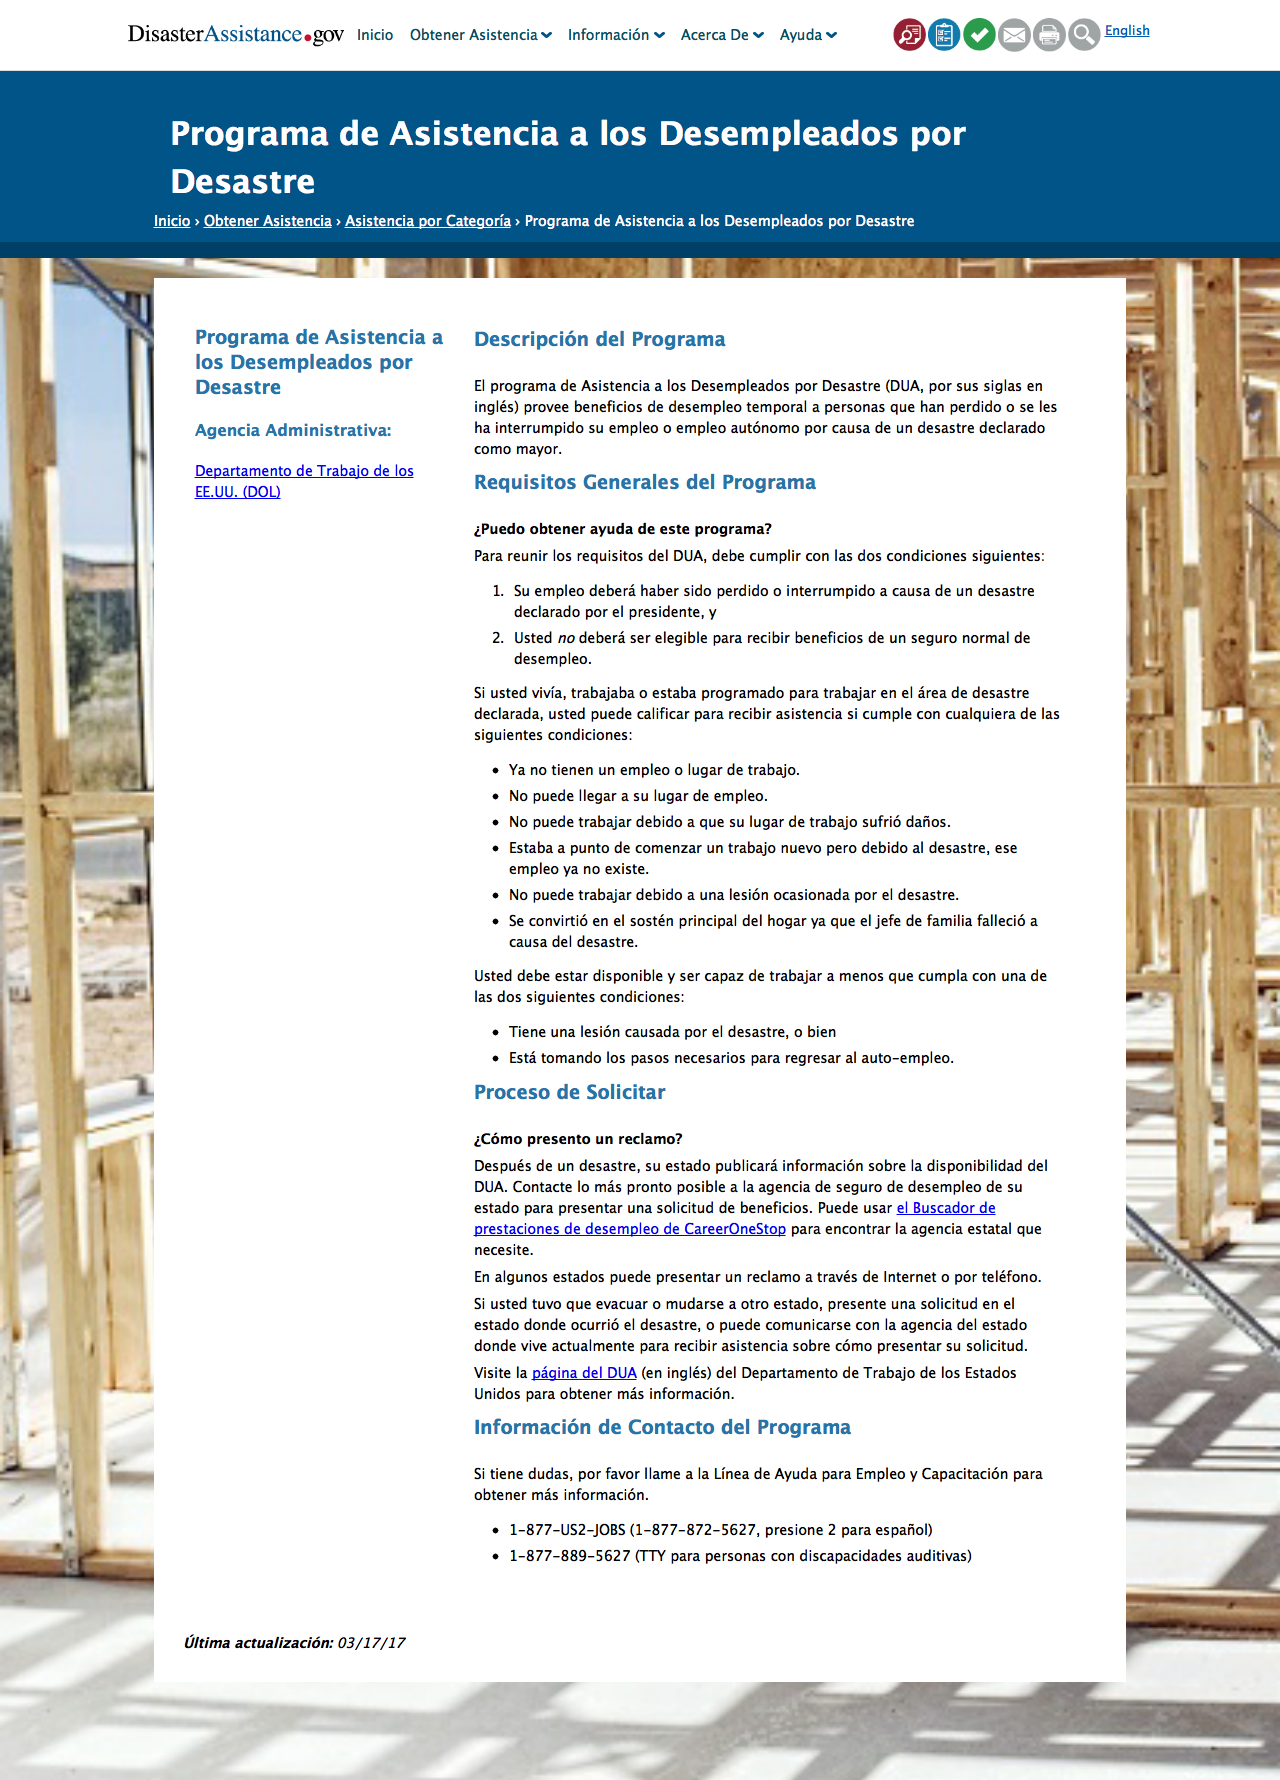 DisasterAssistance.gov Inicio Obtener Asistencia Información Acerca De Ayuda English
Programa de Asistencia a los Desempleados por
Desastre
Inicio › Obtener Asistencia › Asistencia por Categoría › Programa de Asistencia a los Desempleados por Desastre
Programa de Asistencia a
los Desempleados por
Desastre
Agencia Administrativa:
Departamento de Trabajo de los
EE.UU. (DOL)
Descripción del Programa
El programa de Asistencia a los Desempleados por Desastre (DUA, por sus siglas en
inglés) provee beneficios de desempleo temporal a personas que han perdido o se les
ha interrumpido su empleo o empleo autónomo por causa de un desastre declarado
como mayor.
Requisitos Generales del Programa
¿Puedo obtener ayuda de este programa?
Para reunir los requisitos del DUA, debe cumplir con las dos condiciones siguientes:
1. Su empleo deberá haber sido perdido o interrumpido a causa de un desastre
declarado por el presidente, y
2. Usted no deberá ser elegible para recibir beneficios de un seguro normal de
desempleo.
Si usted vivía, trabajaba o estaba programado para trabajar en el área de desastre
declarada, usted puede calificar para recibir asistencia si cumple con cualquiera de las
siguientes condiciones:
• Ya no tienen un empleo o lugar de trabajo.
• No puede llegar a su lugar de empleo.
• No puede trabajar debido a que su lugar de trabajo sufrió daños.
• Estaba a punto de comenzar un trabajo nuevo pero debido al desastre, ese
empleo ya no existe.
• No puede trabajar debido a una lesión ocasionada por el desastre.
• Se convirtió en el sostén principal del hogar ya que el jefe de familia falleció a
causa del desastre.
Usted debe estar disponible y ser capaz de trabajar a menos que cumpla con una de
las dos siguientes condiciones:
• Tiene una lesión causada por el desastre, o bien
• Está tomando los pasos necesarios para regresar al auto-empleo.
Proceso de Solicitar
¿Cómo presento un reclamo?
Después de un desastre, su estado publicará información sobre la disponibilidad del
DUA. Contacte lo más pronto posible a la agencia de seguro de desempleo de su
estado para presentar una solicitud de beneficios. Puede usar el Buscador de
prestaciones de desempleo de CareerOneStop para encontrar la agencia estatal que
necesite.
En algunos estados puede presentar un reclamo a través de Internet o por teléfono.
Si usted tuvo que evacuar o mudarse a otro estado, presente una solicitud en el
estado donde ocurrió el desastre, o puede comunicarse con la agencia del estado
donde vive actualmente para recibir asistencia sobre cómo presentar su solicitud.
Visite la página del DUA (en inglés) del Departamento de Trabajo de los Estados
Unidos para obtener más información.
Información de Contacto del Programa
Si tiene dudas, por favor llame a la Línea de Ayuda para Empleo y Capacitación para
obtener más información.
• 1-877-US2-JOBS (1-877-872-5627, presione 2 para español)
• 1-877-889-5627 (TTY para personas con discapacidades auditivas)
Última actualización: 03/17/17